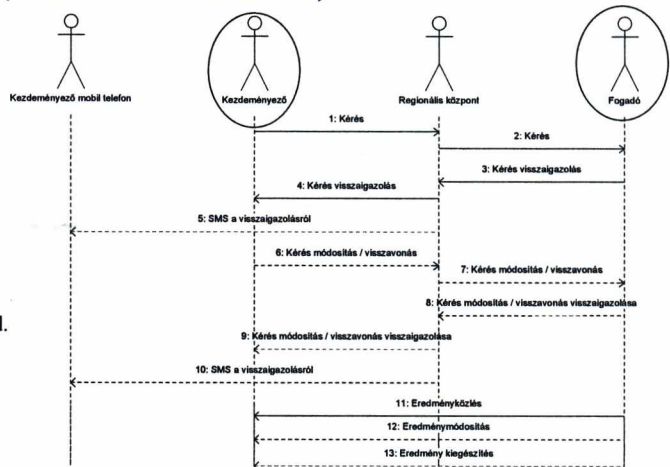 Kezdeményező mobil telefon
Kezdeményező
Regionális központ
Fogadó
1: Kérés
2: Kérés
3: Kérés visszaigazolás
4: Kérés visszaigazolás
5: SMS a visszaigazolásról
6: Kérés módosítás / visszavonás
7: Kérés módosítás / visszavonás
8: Kérés módosítás / visszavonás visszaigazolása
9: Kérés módosítás / visszavonás visszaigazolása
10: SMS a visszaigazolásról
11: Eredményközlés
12: Eredménymódosítás
13: Eredmény kiegészítés